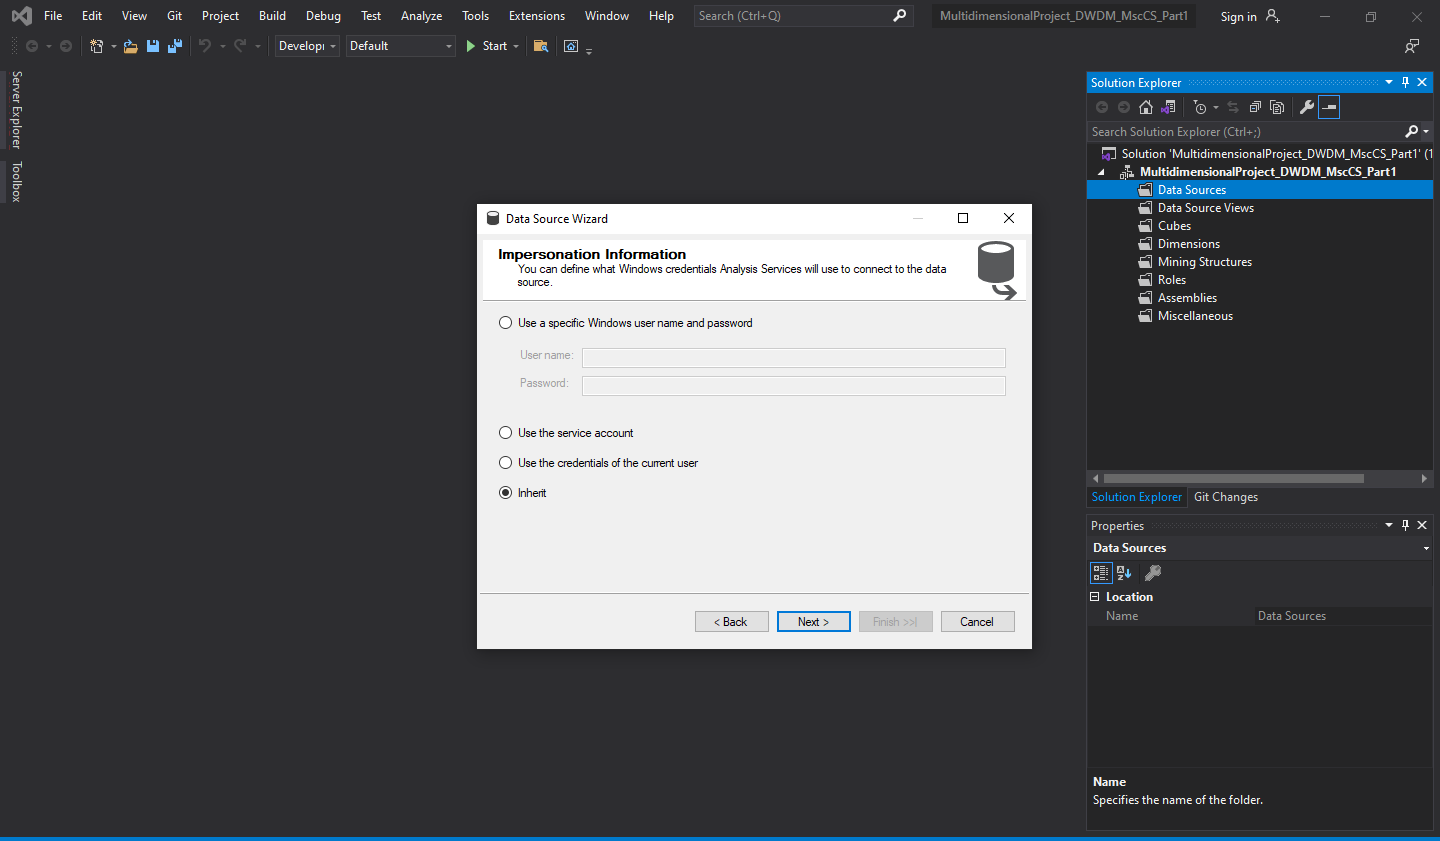 File Edit View Git Project Build Debug Test Analyze Tools Extensions Window Help Search (Ctrl+Q) MultidimensionalProject_DWDM_MscCS_Part1 Sign in
Develop Default Start
Server Explorer
Toolbox
Solution Explorer
Search Solution Explorer (Ctrl+;)
Solution 'MultidimensionalProject_DWDM_MscCS_Part1' (1
MultidimensionalProject_DWDM_MscCS_Part1
Data Sources
Data Source Views
Cubes
Dimensions
Mining Structures
Roles
Assemblies
Miscellaneous
Solution Explorer Git Changes
Data Source Wizard
Impersonation Information
You can define what Windows credentials Analysis Services will use to connect to the data
source.
Use a specific Windows user name and password
User name:
Password:
Use the service account
Use the credentials of the current user
Inherit
< Back Next > Finish >>| Cancel
Properties
Data Sources
Location
Name Data Sources
Name
Specifies the name of the folder.